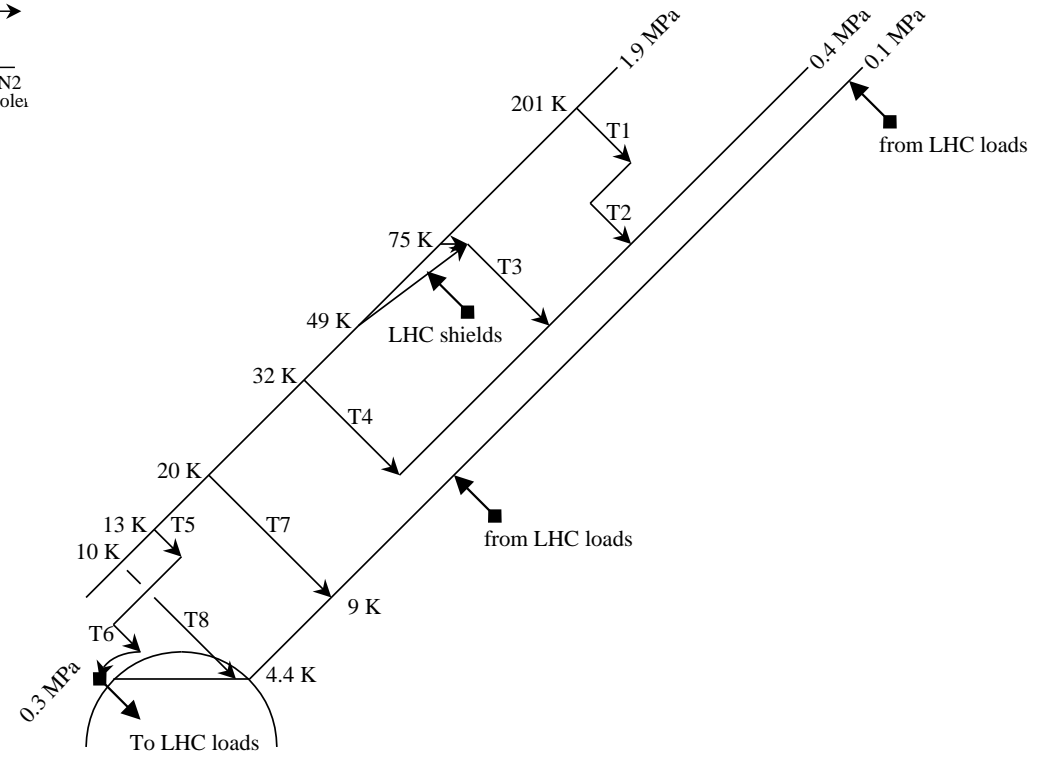 N2
1.9 MPa
0.4 MPa
0.1 MPa
201 K
T1
from LHC loads
T2
75 K
T3
49 K
LHC shields
32 K
T4
20 K
13 K
T5
T7
from LHC loads
10 K
9 K
T8
T6
4.4 K
0.3 MPa
To LHC loads